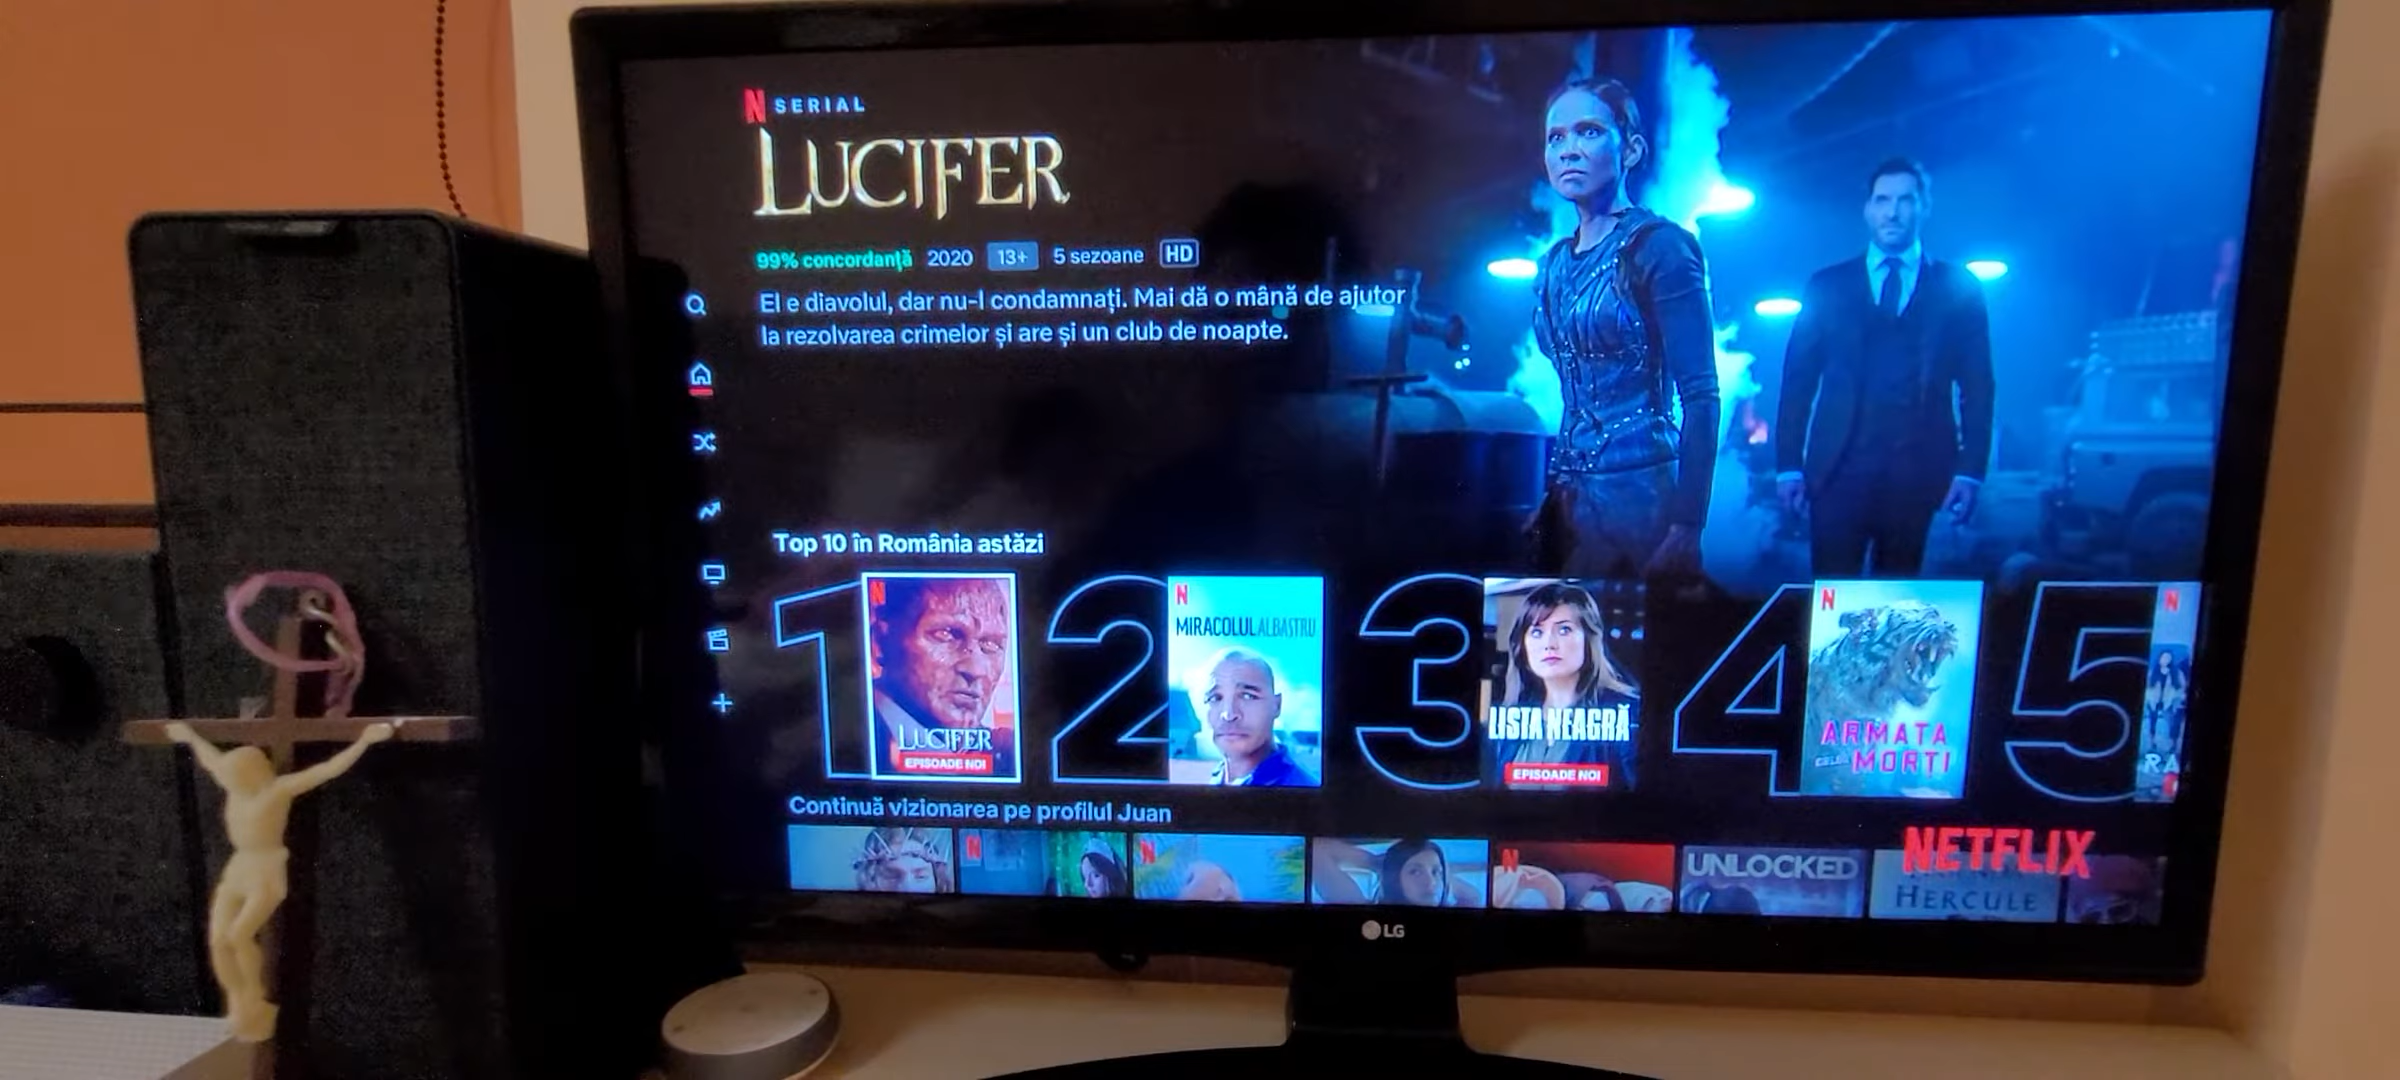 N SERIAL
LUCIFER
99% concordanță 2020 13+ 5 sezoane HD
El e diavolul, dar nu-l condamnați. Mai dă o mână de ajutor
la rezolvarea crimelor și are și un club de noapte.
Top 10 în România astăzi
1 2 3 4 5
LUCIFER
EPISOADE NOI
MIRACOLUL ALBASTRU
LISTA NEAGRĂ
EPISOADE NOI
ARMATA
CELOR MORȚI
RA
Continuă vizionarea pe profilul Juan
UNLOCKED
HERCULE
NETFLIX
LG